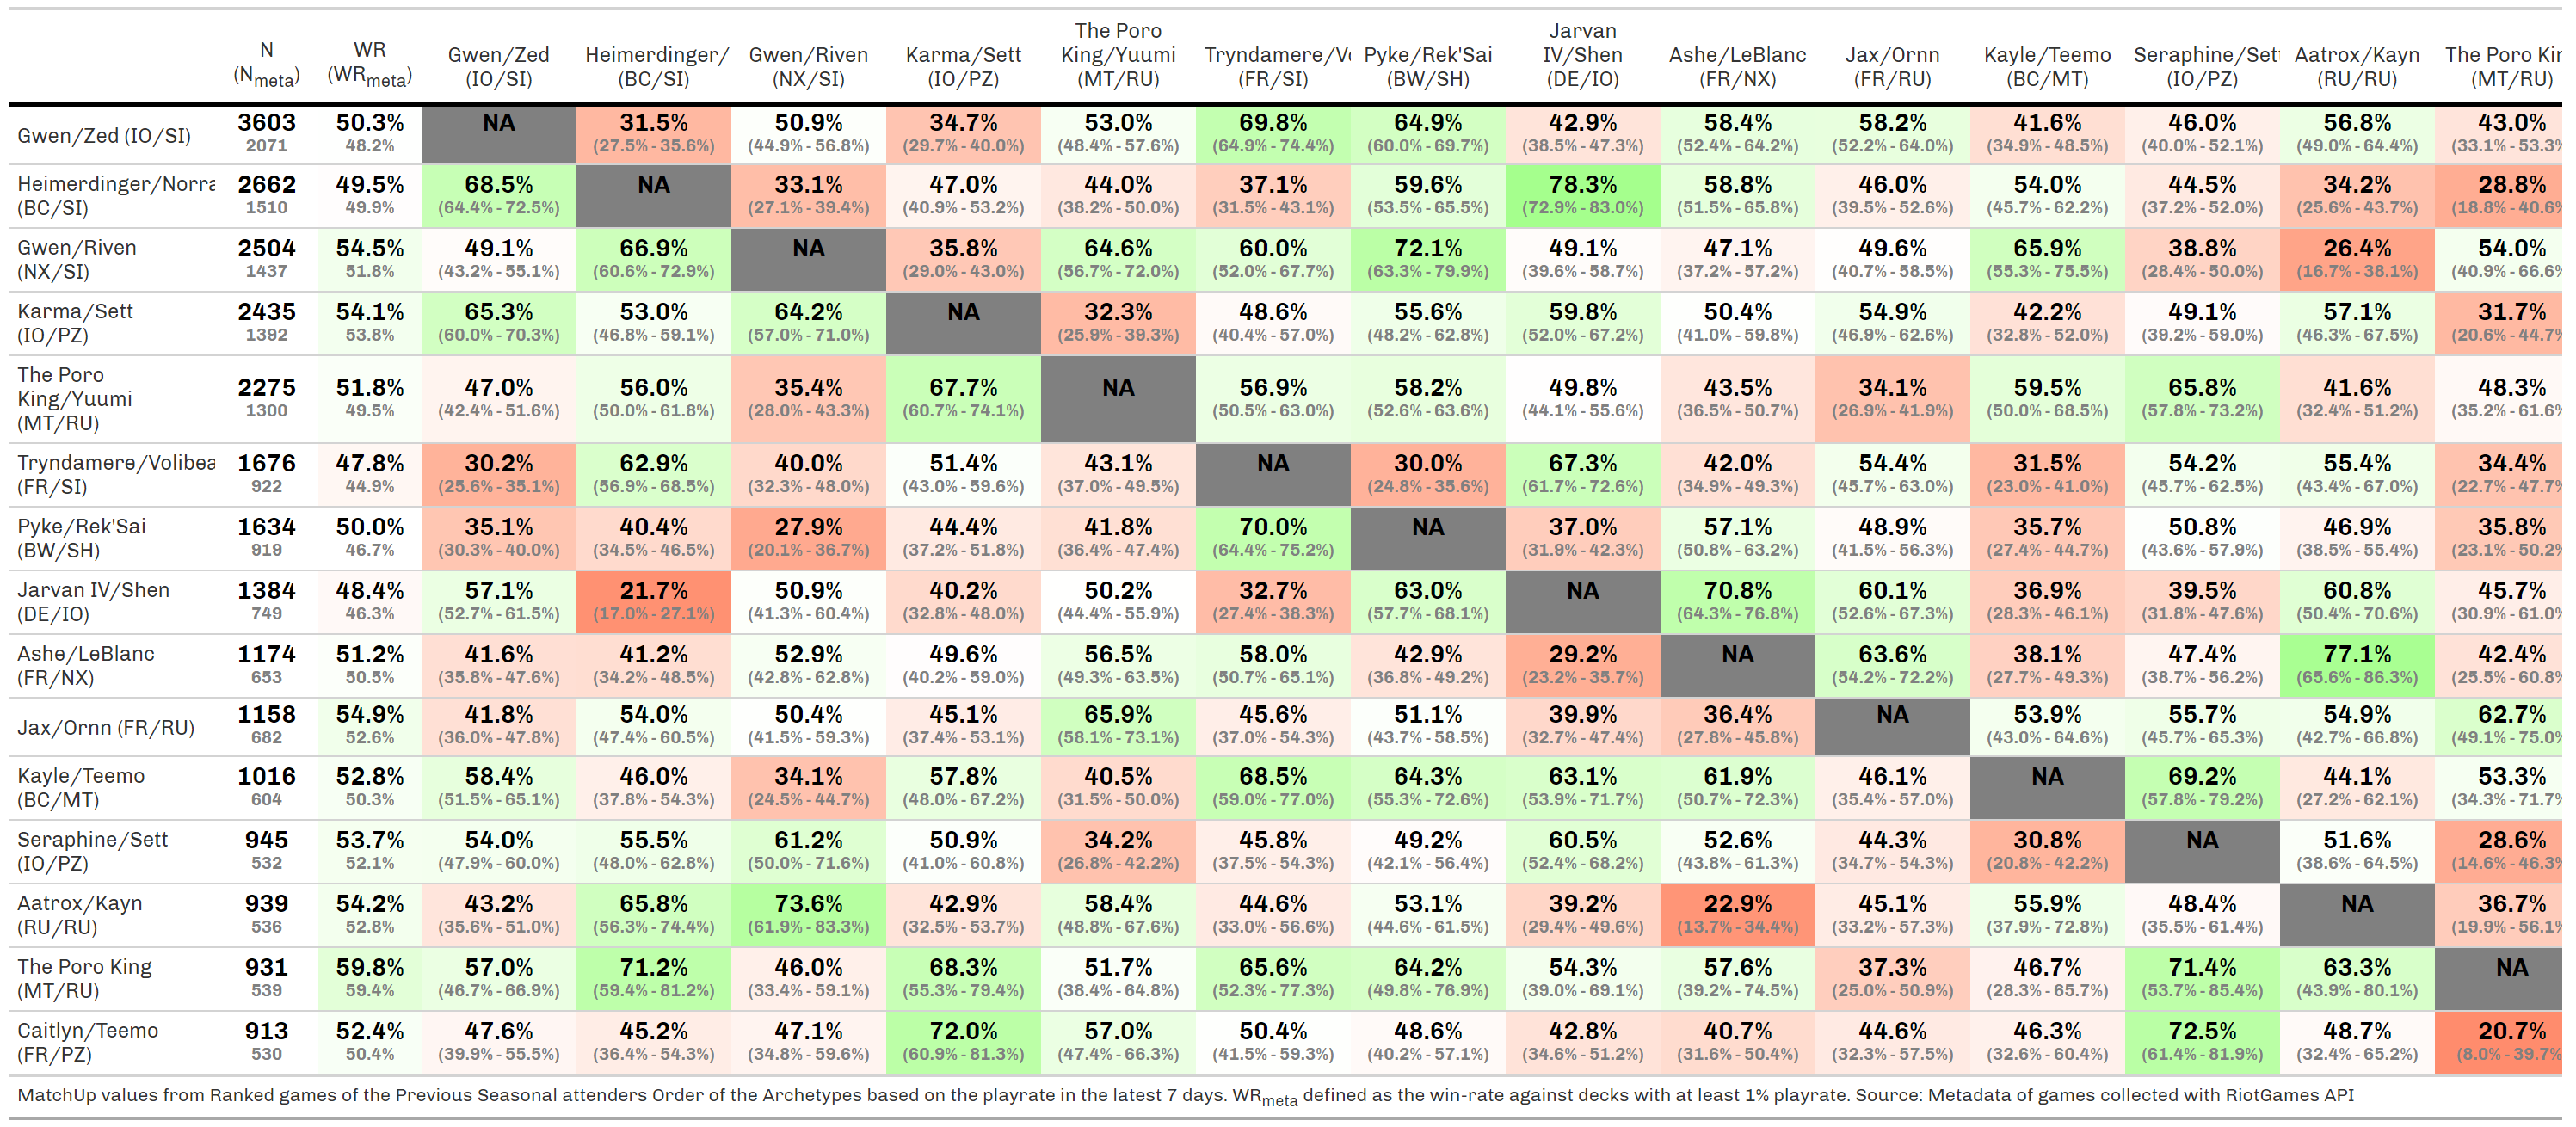 N (Nmeta) WR (WRmeta) Gwen/Zed (IO/SI) Heimerdinger/ (BC/SI) Gwen/Riven (NX/SI) Karma/Sett (IO/PZ) The Poro King/Yuumi (MT/RU) Tryndamere/Vo (FR/SI) Pyke/Rek'Sai (BW/SH) Jarvan IV/Shen (DE/IO) Ashe/LeBlanc (FR/NX) Jax/Ornn (FR/RU) Kayle/Teemo (BC/MT) Seraphine/Sett (IO/PZ) Aatrox/Kayn (RU/RU) The Poro Kin (MT/RU)
Gwen/Zed (IO/SI) 3603 50.3% NA 31.5% 50.9% 34.7% 53.0% 69.8% 64.9% 42.9% 58.4% 58.2% 41.6% 46.0% 56.8% 43.0%
2071 48.2% (27.5% - 35.6%) (44.9% - 56.8%) (29.7% - 40.0%) (48.4% - 57.6%) (64.9% - 74.4%) (60.0% - 69.7%) (38.5% - 47.3%) (52.4% - 64.2%) (52.2% - 64.0%) (34.9% - 48.5%) (40.0% - 52.1%) (49.0% - 64.4%) (33.1% - 53.3%
Heimerdinger/Norra 2662 49.5% 68.5% NA 33.1% 47.0% 44.0% 37.1% 59.6% 78.3% 58.8% 46.0% 54.0% 44.5% 34.2% 28.8%
(BC/SI) 1510 49.9% (64.4% - 72.5%) (27.1% - 39.4%) (40.9% - 53.2%) (38.2% - 50.0%) (31.5% - 43.1%) (53.5% - 65.5%) (72.9% - 83.0%) (51.5% - 65.8%) (39.5% - 52.6%) (45.7% - 62.2%) (37.2% - 52.0%) (25.6% - 43.7%) (18.8% - 40.6%
Gwen/Riven 2504 54.5% 49.1% 66.9% NA 35.8% 64.6% 60.0% 72.1% 49.1% 47.1% 49.6% 65.9% 38.8% 26.4% 54.0%
(NX/SI) 1437 51.8% (43.2% - 55.1%) (60.6% - 72.9%) (29.0% - 43.0%) (56.7% - 72.0%) (52.0% - 67.7%) (63.3% - 79.9%) (39.6% - 58.7%) (37.2% - 57.2%) (40.7% - 58.5%) (55.3% - 75.5%) (28.4% - 50.0%) (16.7% - 38.1%) (40.9% - 66.6%
Karma/Sett 2435 54.1% 65.3% 53.0% 64.2% NA 32.3% 48.6% 55.6% 59.8% 50.4% 54.9% 42.2% 49.1% 57.1% 31.7%
(IO/PZ) 1392 53.8% (60.0% - 70.3%) (46.8% - 59.1%) (57.0% - 71.0%) (25.9% - 39.3%) (40.4% - 57.0%) (48.2% - 62.8%) (52.0% - 67.2%) (41.0% - 59.8%) (46.9% - 62.6%) (32.8% - 52.0%) (39.2% - 59.0%) (46.3% - 67.5%) (20.6% - 44.7%
The Poro King/Yuumi (MT/RU) 2275 51.8% 47.0% 56.0% 35.4% 67.7% NA 56.9% 58.2% 49.8% 43.5% 34.1% 59.5% 65.8% 41.6% 48.3%
1300 49.5% (42.4% - 51.6%) (50.0% - 61.8%) (28.0% - 43.3%) (60.7% - 74.1%) (50.5% - 63.0%) (52.6% - 63.6%) (44.1% - 55.6%) (36.5% - 50.7%) (26.9% - 41.9%) (50.0% - 68.5%) (57.8% - 73.2%) (32.4% - 51.2%) (35.2% - 61.6%
Tryndamere/Volibea 1676 47.8% 30.2% 62.9% 40.0% 51.4% 43.1% NA 30.0% 67.3% 42.0% 54.4% 31.5% 54.2% 55.4% 34.4%
(FR/SI) 922 44.9% (25.6% - 35.1%) (56.9% - 68.5%) (32.3% - 48.0%) (43.0% - 59.6%) (37.0% - 49.5%) (24.8% - 35.6%) (61.7% - 72.6%) (34.9% - 49.3%) (45.7% - 63.0%) (23.0% - 41.0%) (45.7% - 62.5%) (43.4% - 67.0%) (22.7% - 47.7%
Pyke/Rek'Sai 1634 50.0% 35.1% 40.4% 27.9% 44.4% 41.8% 70.0% NA 37.0% 57.1% 48.9% 35.7% 50.8% 46.9% 35.8%
(BW/SH) 919 46.7% (30.3% - 40.0%) (34.5% - 46.5%) (20.1% - 36.7%) (37.2% - 51.8%) (36.4% - 47.4%) (64.4% - 75.2%) (31.9% - 42.3%) (50.8% - 63.2%) (41.5% - 56.3%) (27.4% - 44.7%) (43.6% - 57.9%) (38.5% - 55.4%) (23.1% - 50.2%
Jarvan IV/Shen 1384 48.4% 57.1% 21.7% 50.9% 40.2% 50.2% 32.7% 63.0% NA 70.8% 60.1% 36.9% 39.5% 60.8% 45.7%
(DE/IO) 749 46.3% (52.7% - 61.5%) (17.0% - 27.1%) (41.3% - 60.4%) (32.8% - 48.0%) (44.4% - 55.9%) (27.4% - 38.3%) (57.7% - 68.1%) (64.3% - 76.8%) (52.6% - 67.3%) (28.3% - 46.1%) (31.8% - 47.6%) (50.4% - 70.6%) (30.9% - 61.0%
Ashe/LeBlanc 1174 51.2% 41.6% 41.2% 52.9% 49.6% 56.5% 58.0% 42.9% 29.2% NA 63.6% 38.1% 47.4% 77.1% 42.4%
(FR/NX) 653 50.5% (35.8% - 47.6%) (34.2% - 48.5%) (42.8% - 62.8%) (40.2% - 59.0%) (49.3% - 63.5%) (50.7% - 65.1%) (36.8% - 49.2%) (23.2% - 35.7%) (54.2% - 72.2%) (27.7% - 49.3%) (38.7% - 56.2%) (65.6% - 86.3%) (25.5% - 60.8%
Jax/Ornn (FR/RU) 1158 54.9% 41.8% 54.0% 50.4% 45.1% 65.9% 45.6% 51.1% 39.9% 36.4% NA 53.9% 55.7% 54.9% 62.7%
682 52.6% (36.0% - 47.8%) (47.4% - 60.5%) (41.5% - 59.3%) (37.4% - 53.1%) (58.1% - 73.1%) (37.0% - 54.3%) (43.7% - 58.5%) (32.7% - 47.4%) (27.8% - 45.8%) (43.0% - 64.6%) (45.7% - 65.3%) (42.7% - 66.8%) (49.1% - 75.0%
Kayle/Teemo 1016 52.8% 58.4% 46.0% 34.1% 57.8% 40.5% 68.5% 64.3% 63.1% 61.9% 46.1% NA 69.2% 44.1% 53.3%
(BC/MT) 604 50.3% (51.5% - 65.1%) (37.8% - 54.3%) (24.5% - 44.7%) (48.0% - 67.2%) (31.5% - 50.0%) (59.0% - 77.0%) (55.3% - 72.6%) (53.9% - 71.7%) (50.7% - 72.3%) (35.4% - 57.0%) (57.8% - 79.2%) (27.2% - 62.1%) (34.3% - 71.7%
Seraphine/Sett 945 53.7% 54.0% 55.5% 61.2% 50.9% 34.2% 45.8% 49.2% 60.5% 52.6% 44.3% 30.8% NA 51.6% 28.6%
(IO/PZ) 532 52.1% (47.9% - 60.0%) (48.0% - 62.8%) (50.0% - 71.6%) (41.0% - 60.8%) (26.8% - 42.2%) (37.5% - 54.3%) (42.1% - 56.4%) (52.4% - 68.2%) (43.8% - 61.3%) (34.7% - 54.3%) (20.8% - 42.2%) (38.6% - 64.5%) (14.6% - 46.3%
Aatrox/Kayn 939 54.2% 43.2% 65.8% 73.6% 42.9% 58.4% 44.6% 53.1% 39.2% 22.9% 45.1% 55.9% 48.4% NA 36.7%
(RU/RU) 536 52.8% (35.6% - 51.0%) (56.3% - 74.4%) (61.9% - 83.3%) (32.5% - 53.7%) (48.8% - 67.6%) (33.0% - 56.6%) (44.6% - 61.5%) (29.4% - 49.6%) (13.7% - 34.4%) (33.2% - 57.3%) (37.9% - 72.8%) (35.5% - 61.4%) (19.9% - 56.1%
The Poro King 931 59.8% 57.0% 71.2% 46.0% 68.3% 51.7% 65.6% 64.2% 54.3% 57.6% 37.3% 46.7% 71.4% 63.3% NA
(MT/RU) 539 59.4% (46.7% - 66.9%) (59.4% - 81.2%) (33.4% - 59.1%) (55.3% - 79.4%) (38.4% - 64.8%) (52.3% - 77.3%) (49.8% - 76.9%) (39.0% - 69.1%) (39.2% - 74.5%) (25.0% - 50.9%) (28.3% - 65.7%) (53.7% - 85.4%) (43.9% - 80.1%)
Caitlyn/Teemo 913 52.4% 47.6% 45.2% 47.1% 72.0% 57.0% 50.4% 48.6% 42.8% 40.7% 44.6% 46.3% 72.5% 48.7% 20.7%
(FR/PZ) 530 50.4% (39.9% - 55.5%) (36.4% - 54.3%) (34.8% - 59.6%) (60.9% - 81.3%) (47.4% - 66.3%) (41.5% - 59.3%) (40.2% - 57.1%) (34.6% - 51.2%) (31.6% - 50.4%) (32.3% - 57.5%) (32.6% - 60.4%) (61.4% - 81.9%) (32.4% - 65.2%) (8.0% - 39.7%
MatchUp values from Ranked games of the Previous Seasonal attenders Order of the Archetypes based on the playrate in the latest 7 days. WRmeta defined as the win-rate against decks with at least 1% playrate. Source: Metadata of games collected with RiotGames API